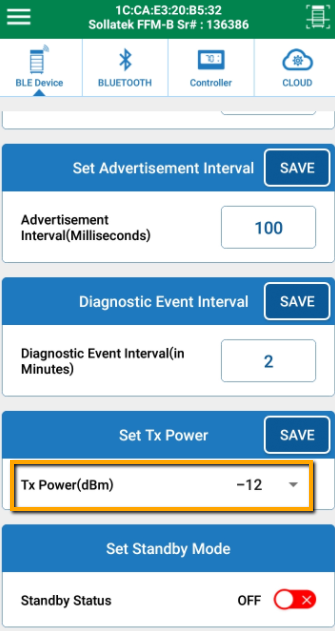 1C:CA:E3:20:B5:32
Sollatek FFM-B Sr# : 136386
BLE Device
BLUETOOTH
Controller
CLOUD
Set Advertisement Interval SAVE
Advertisement
Interval(Milliseconds)
100
Diagnostic Event Interval SAVE
Diagnostic Event Interval(in
Minutes)
2
Set Tx Power SAVE
Tx Power(dBm) −12
Set Standby Mode
Standby Status OFF